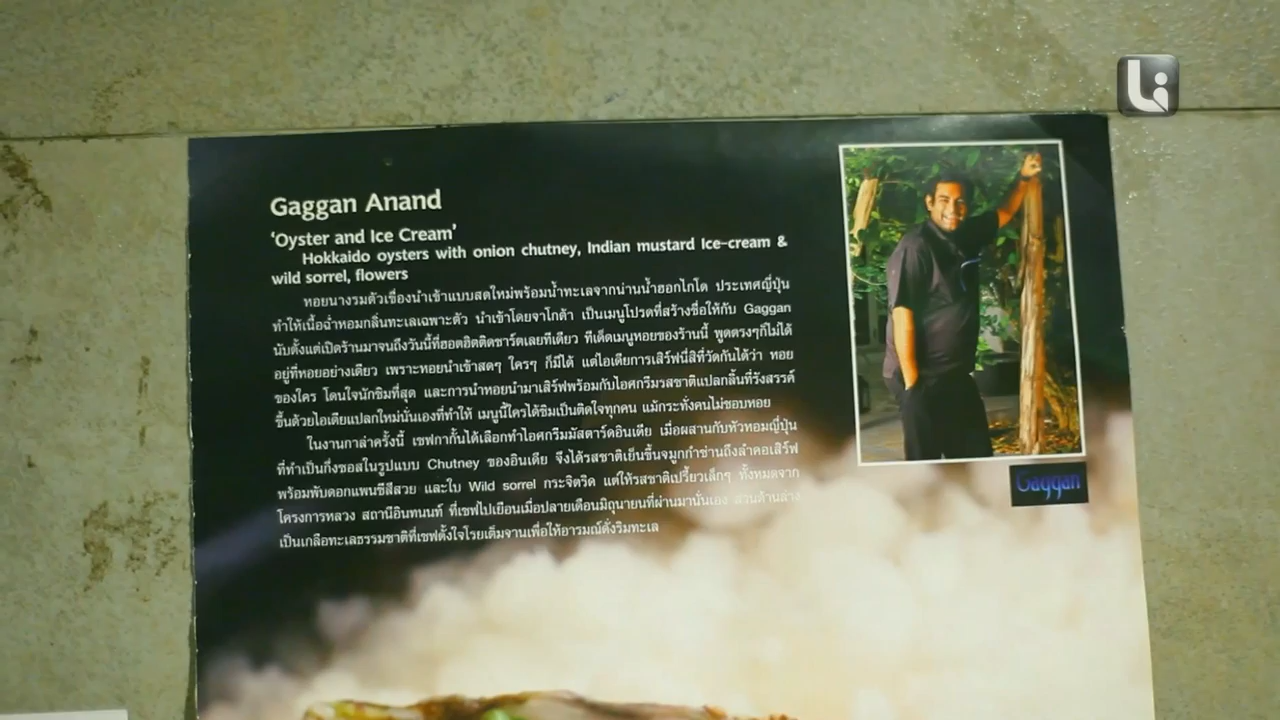 Gaggan Anand
'Oyster and Ice Cream'
Hokkaido oysters with onion chutney, Indian mustard Ice-cream &
wild sorrel, flowers
หอยนางรมตัวเขื่องนำเข้าแบบสดใหม่พร้อมน้ำทะเลจากน่านน้ำฮอกไกโด ประเทศญี่ปุ่น
ทำให้เนื้อฉ่ำหอมกลิ่นทะเลเฉพาะตัว นำเข้าโดยจาโกต้า เป็นเมนูโปรดที่สร้างชื่อให้กับ Gaggan
นับตั้งแต่เปิดร้านมาจนถึงวันนี้ที่ฮอตฮิตติดชาร์ตเลยทีเดียว ทีเด็ดเมนูหอยของร้านนี้ พูดตรงๆก็ไม่ได้
อยู่ที่หอยอย่างเดียว เพราะหอยนำเข้าสดๆ ใครๆ ก็มีได้ แต่ไอเดียการเสิร์ฟนี่สิที่วัดกันได้ว่า หอย
ของใคร โดนใจนักชิมที่สุด และการนำหอยนำมาเสิร์ฟพร้อมกับไอศกรีมรสชาติแปลกลิ้นที่รังสรรค์
ขึ้นด้วยไอเดียแปลกใหม่นั่นเองที่ทำให้ เมนูนี้ใครได้ชิมเป็นติดใจทุกคน แม้กระทั่งคนไม่ชอบหอย
ในงานกาล่าครั้งนี้ เชฟกากั้นได้เลือกทำไอศกรีมมัสตาร์ดอินเดีย เมื่อผสานกับหัวหอมญี่ปุ่น
ที่ทำเป็นกึ่งซอสในรูปแบบ Chutney ของอินเดีย จึงได้รสชาติเย็นขึ้นจมูกกำซ่านถึงลำคอเสิร์ฟ
พร้อมพับดอกแพนซีสีสวย และใบ Wild sorrel กระจิดริด แต่ให้รสชาติเปรี้ยวเล็กๆ ทั้งหมดจาก
โครงการหลวง สถานีอินทนนท์ ที่เชฟไปเยือนเมื่อปลายเดือนมิถุนายนที่ผ่านมานั่นเอง ส่วนด้านล่าง
เป็นเกลือทะเลธรรมชาติที่เชฟตั้งใจโรยเต็มจานเพื่อให้อารมณ์ดั่งริมทะเล
Gaggan